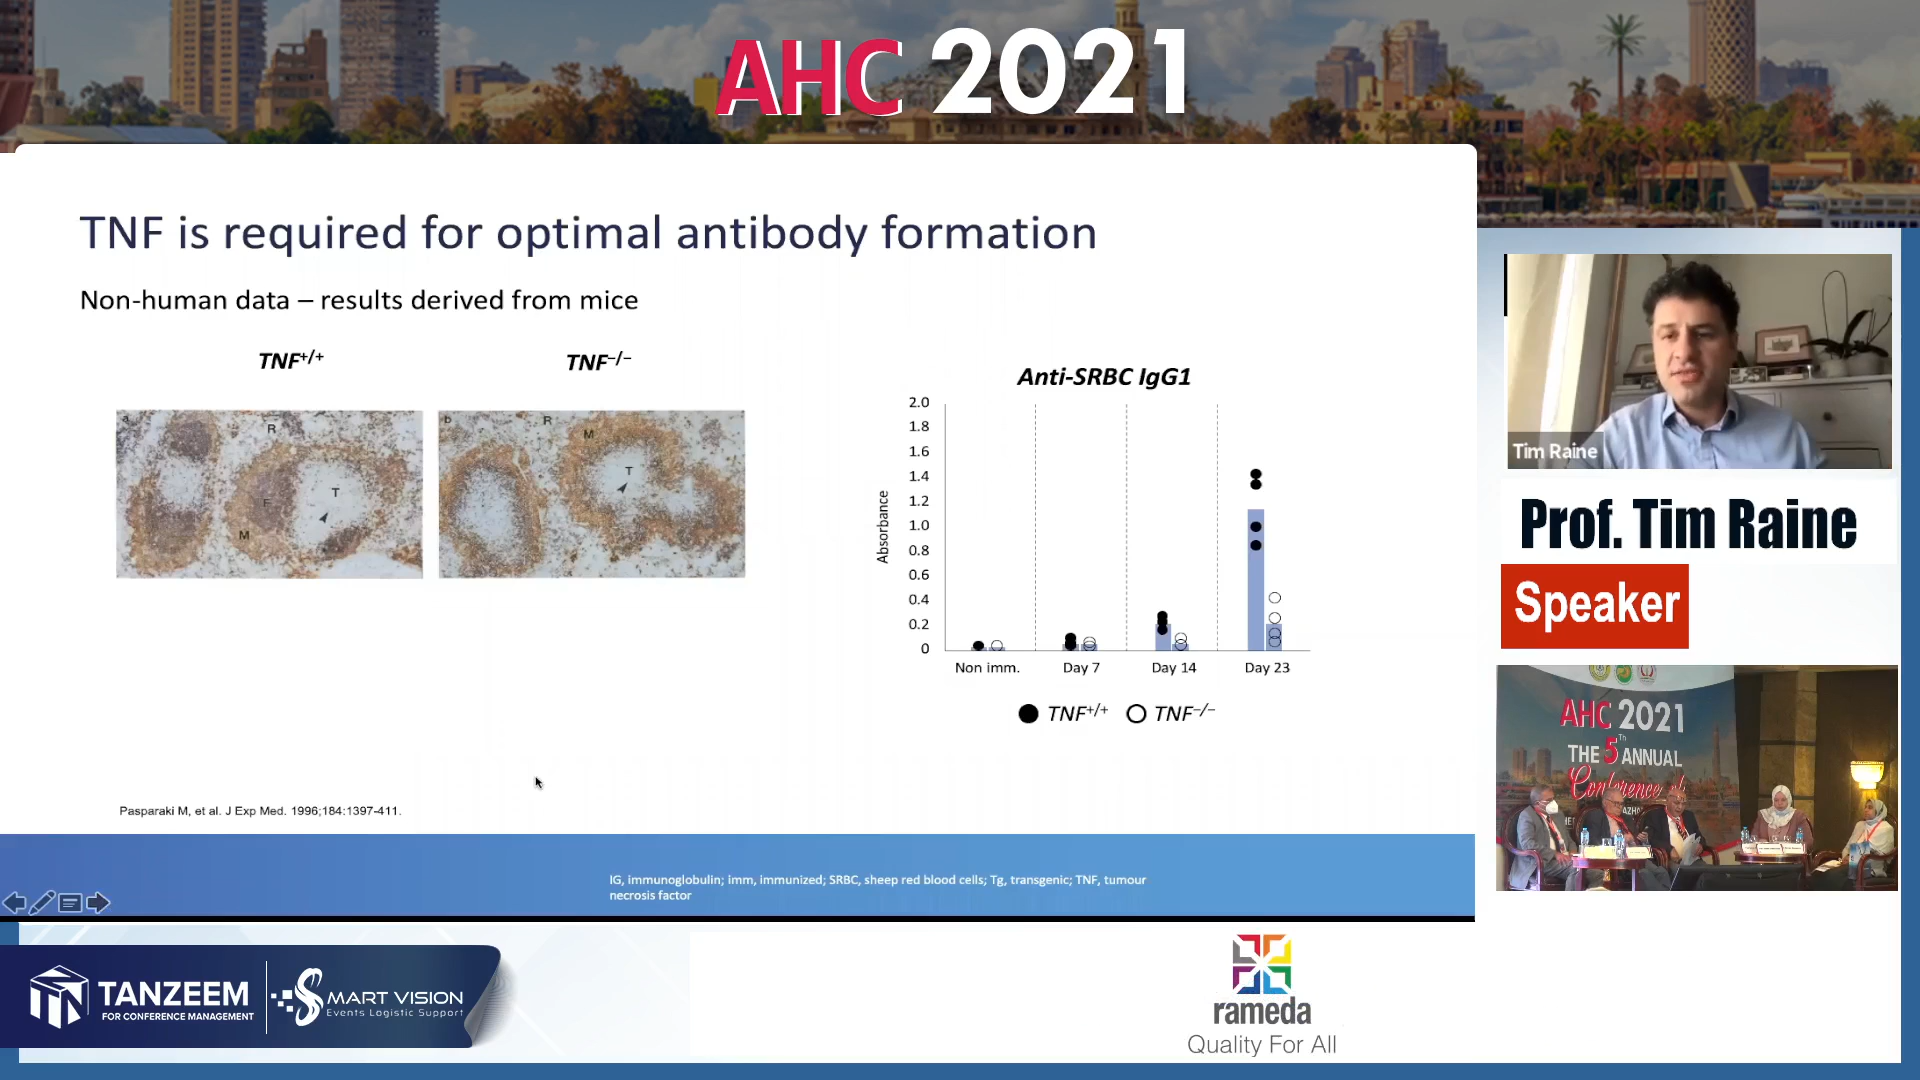 AHC 2021
TNF is required for optimal antibody formation
Non-human data – results derived from mice
TNF+/+
TNF–/–
a
R
F
T
M
b
R
M
T
Anti-SRBC IgG1
Absorbance
2.0
1.8
1.6
1.4
1.2
1.0
0.8
0.6
0.4
0.2
0
Non imm.
Day 7
Day 14
Day 23
TNF+/+
TNF–/–
Pasparaki M, et al. J Exp Med. 1996;184:1397-411.
IG, immunoglobulin; imm, immunized; SRBC, sheep red blood cells; Tg, transgenic; TNF, tumour
necrosis factor
Tim Raine
Prof. Tim Raine
Speaker
AHC 2021
THE 5Th ANNUAL
Conference of
TANZEEM
FOR CONFERENCE MANAGEMENT
SMART VISION
Events Logistic Support
rameda
Quality For All